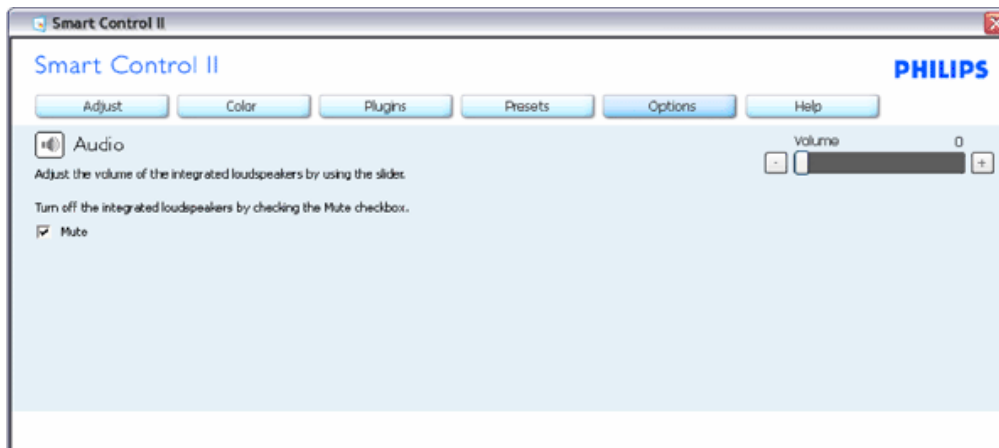 Smart Control II
Smart Control II
PHILIPS
Adjust Color Plugins Presets Options Help
Audio
Volume 0
- +
Adjust the volume of the integrated loudspeakers by using the slider.
Turn off the integrated loudspeakers by checking the Mute checkbox.
Mute